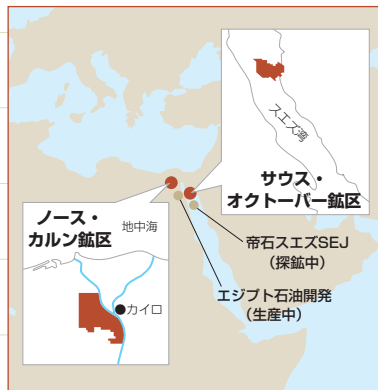 スエズ湾
サウス・
オクトーバー鉱区
ノース・
カルン鉱区
地中海
カイロ
帝石スエズSEJ
（探鉱中）
エジプト石油開発
（生産中）